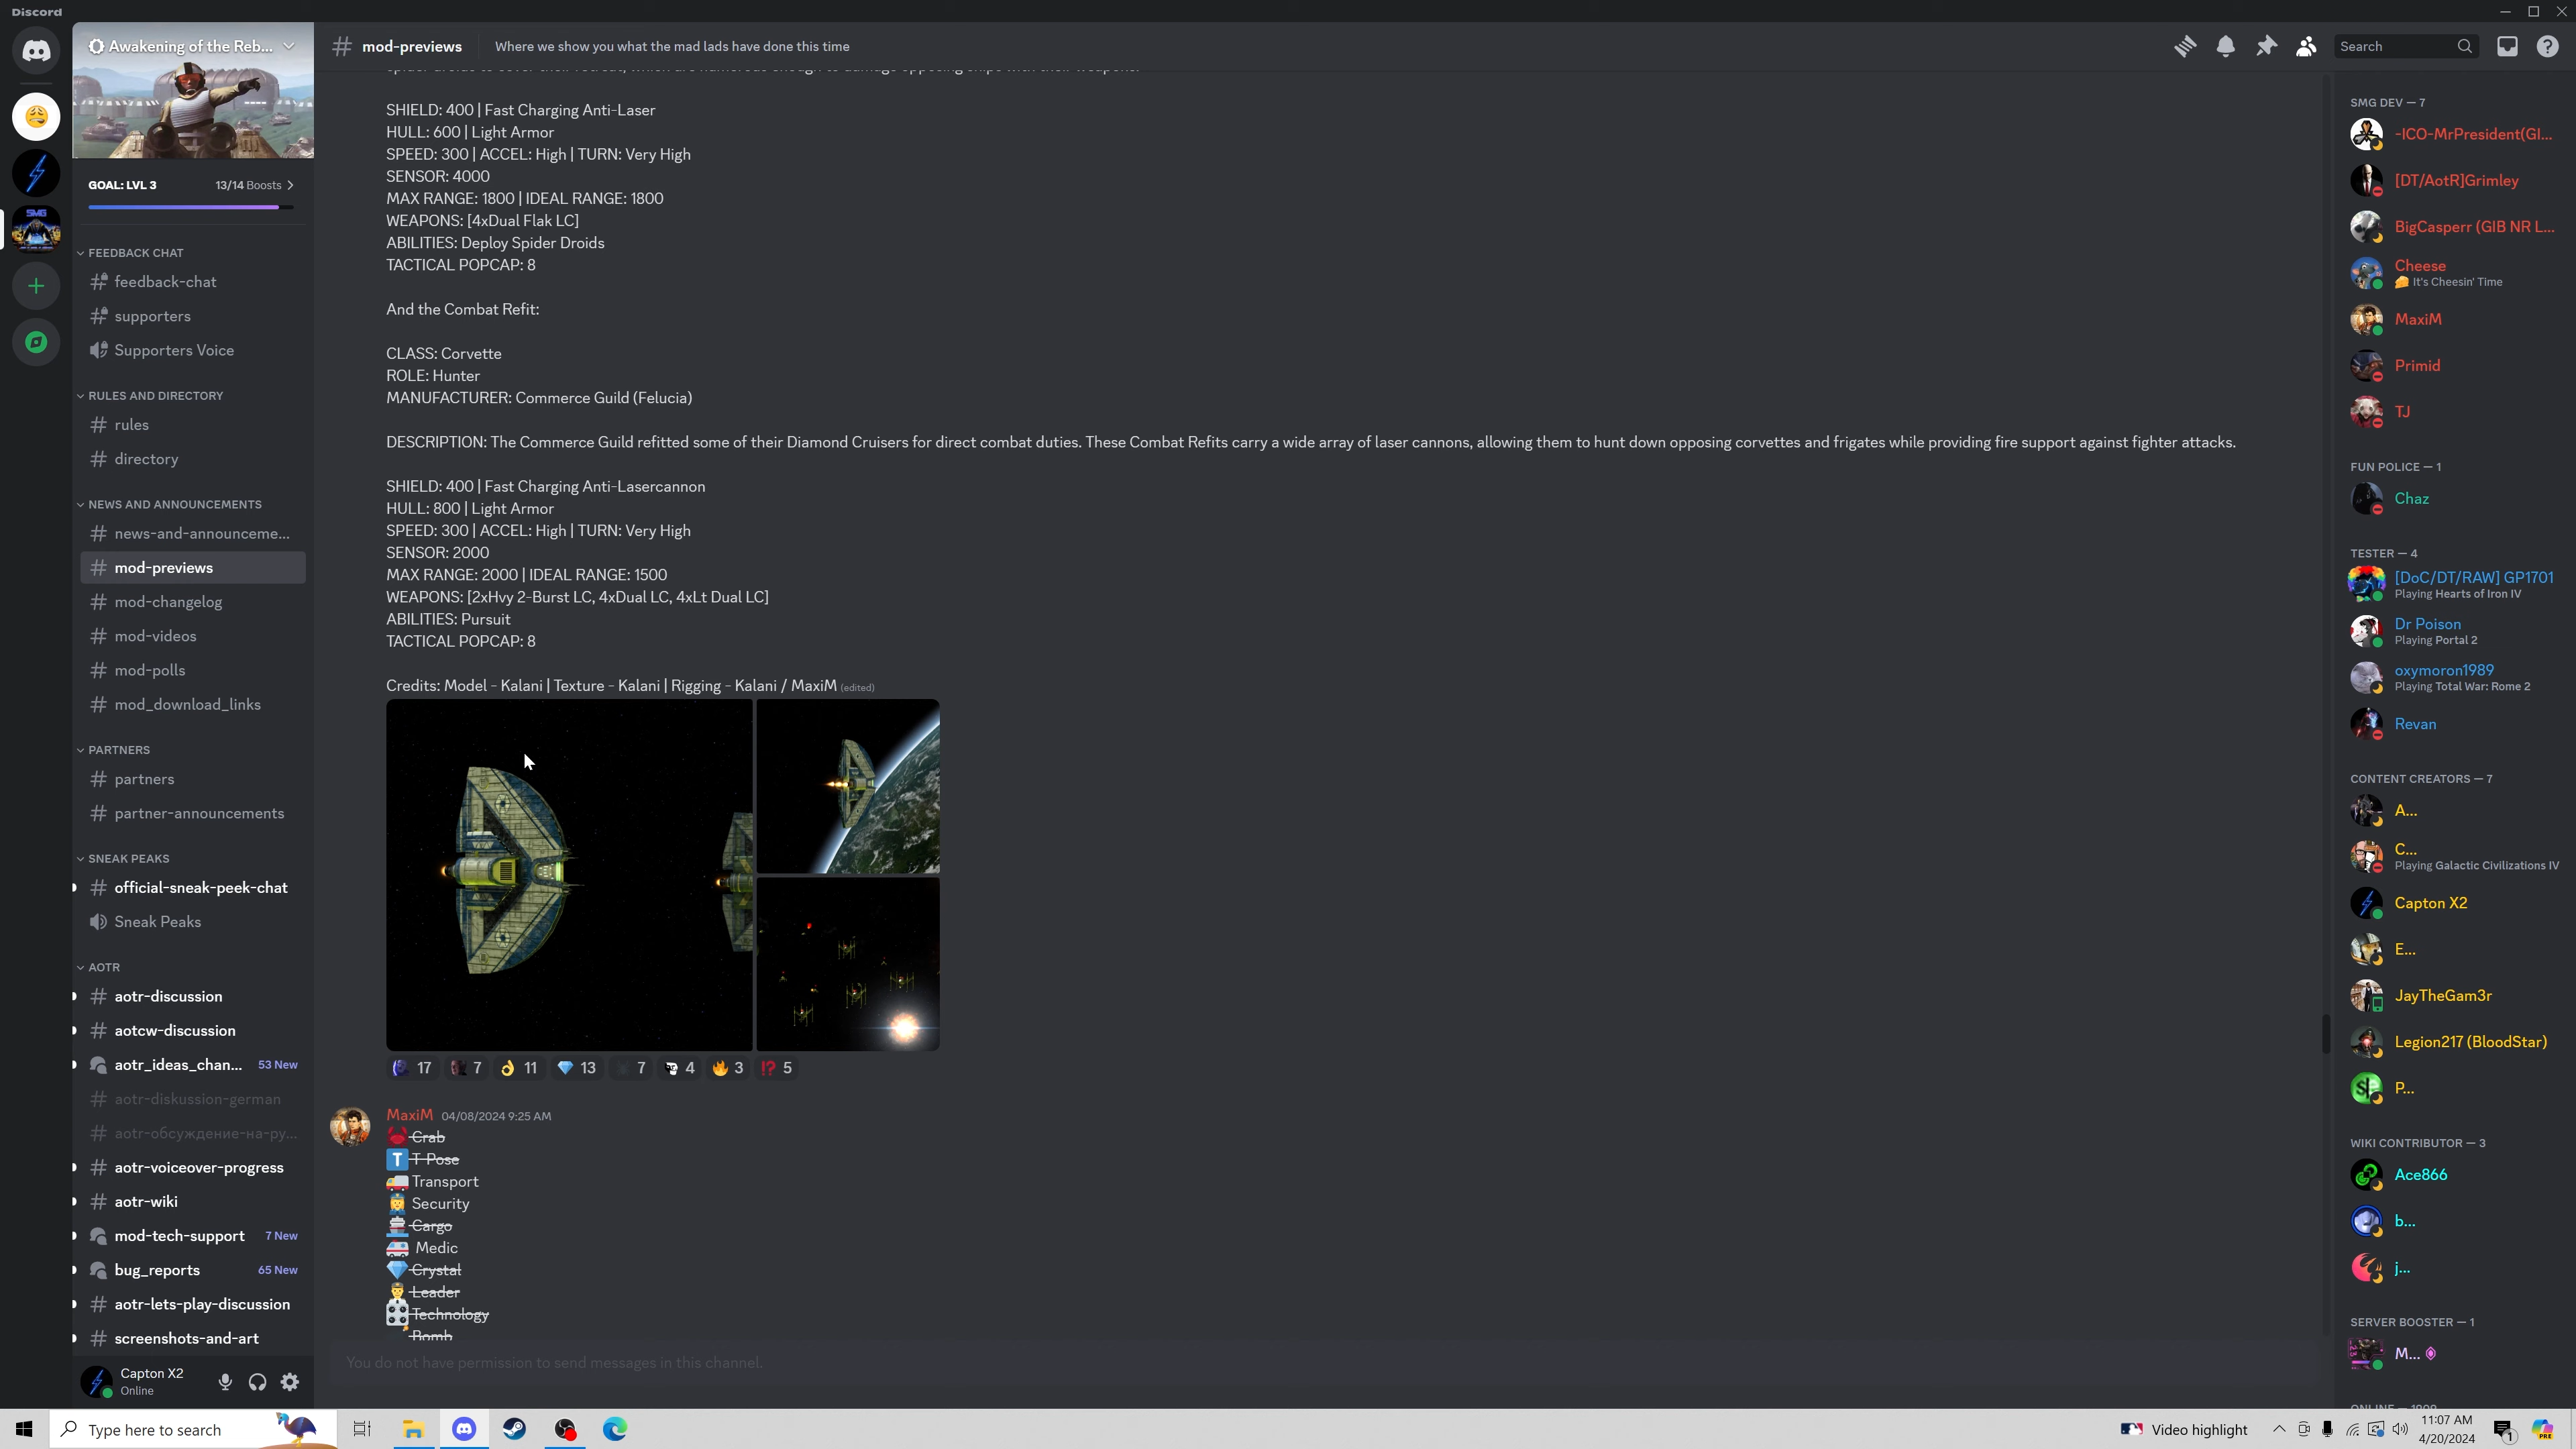 Discord
Awakening of the Reb...
GOAL: LVL 3
13/14 Boosts
FEEDBACK CHAT
feedback-chat
supporters
Supporters Voice
RULES AND DIRECTORY
rules
directory
NEWS AND ANNOUNCEMENTS
news-and-announceme...
mod-previews
mod-changelog
mod-videos
mod-polls
mod_download_links
PARTNERS
partners
partner-announcements
SNEAK PEAKS
official-sneak-peek-chat
Sneak Peaks
AOTR
aotr-discussion
aotcw-discussion
aotr_ideas_chan... 53 New
aotr-diskussion-german
aotr-обсуждение-на-ру...
aotr-voiceover-progress
aotr-wiki
mod-tech-support 7 New
bug_reports 65 New
aotr-lets-play-discussion
screenshots-and-art
Capton X2
Online
mod-previews
Where we show you what the mad lads have done this time
Search
SHIELD: 400 | Fast Charging Anti-Laser
HULL: 600 | Light Armor
SPEED: 300 | ACCEL: High | TURN: Very High
SENSOR: 4000
MAX RANGE: 1800 | IDEAL RANGE: 1800
WEAPONS: [4xDual Flak LC]
ABILITIES: Deploy Spider Droids
TACTICAL POPCAP: 8
And the Combat Refit:
CLASS: Corvette
ROLE: Hunter
MANUFACTURER: Commerce Guild (Felucia)
DESCRIPTION: The Commerce Guild refitted some of their Diamond Cruisers for direct combat duties. These Combat Refits carry a wide array of laser cannons, allowing them to hunt down opposing corvettes and frigates while providing fire support against fighter attacks.
SHIELD: 400 | Fast Charging Anti-Lasercannon
HULL: 800 | Light Armor
SPEED: 300 | ACCEL: High | TURN: Very High
SENSOR: 2000
MAX RANGE: 2000 | IDEAL RANGE: 1500
WEAPONS: [2xHvy 2-Burst LC, 4xDual LC, 4xLt Dual LC]
ABILITIES: Pursuit
TACTICAL POPCAP: 8
Credits: Model - Kalani | Texture - Kalani | Rigging - Kalani / MaxiM (edited)
17 7 11 13 7 4 3 5
MaxiM 04/08/2024 9:25 AM
Crab
T Pose
Transport
Security
Cargo
Medic
Crystal
Leader
Technology
Bomb
You do not have permission to send messages in this channel.
SMG DEV — 7
-ICO-MrPresident(GI...
[DT/AotR]Grimley
BigCasperr (GIB NR L...
Cheese
It's Cheesin' Time
MaxiM
Primid
TJ
FUN POLICE — 1
Chaz
TESTER — 4
[DoC/DT/RAW] GP1701
Playing Hearts of Iron IV
Dr Poison
Playing Portal 2
oxymoron1989
Playing Total War: Rome 2
Revan
CONTENT CREATORS — 7
A...
C...
Playing Galactic Civilizations IV
Capton X2
E...
JayTheGam3r
Legion217 (BloodStar)
P...
WIKI CONTRIBUTOR — 3
Ace866
b...
j...
SERVER BOOSTER — 1
M...
Type here to search
Video highlight
11:07 AM
4/20/2024